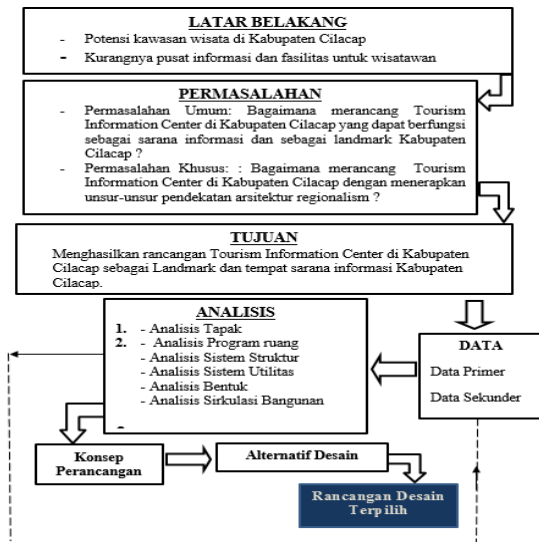 LATAR BELAKANG
- Potensi kawasan wisata di Kabupaten Cilacap
- Kurangnya pusat informasi dan fasilitas untuk wisatawan
PERMASALAHAN
- Permasalahan Umum: Bagaimana merancang Tourism
Information Center di Kabupaten Cilacap yang dapat berfungsi
sebagai sarana informasi dan sebagai landmark Kabupaten
Cilacap ?
- Permasalahan Khusus: : Bagaimana merancang Tourism
Information Center di Kabupaten Cilacap dengan menerapkan
unsur-unsur pendekatan arsitektur regionalism ?
TUJUAN
Menghasilkan rancangan Tourism Information Center di Kabupaten
Cilacap sebagai Landmark dan tempat sarana informasi Kabupaten
Cilacap.
ANALISIS
1. - Analisis Tapak
2. - Analisis Program ruang
- Analisis Sistem Struktur
- Analisis Sistem Utilitas
- Analisis Bentuk
- Analisis Sirkulasi Bangunan
-
DATA
Data Primer
Data Sekunder
Konsep
Perancangan
Alternatif Desain
Rancangan Desain
Terpilih